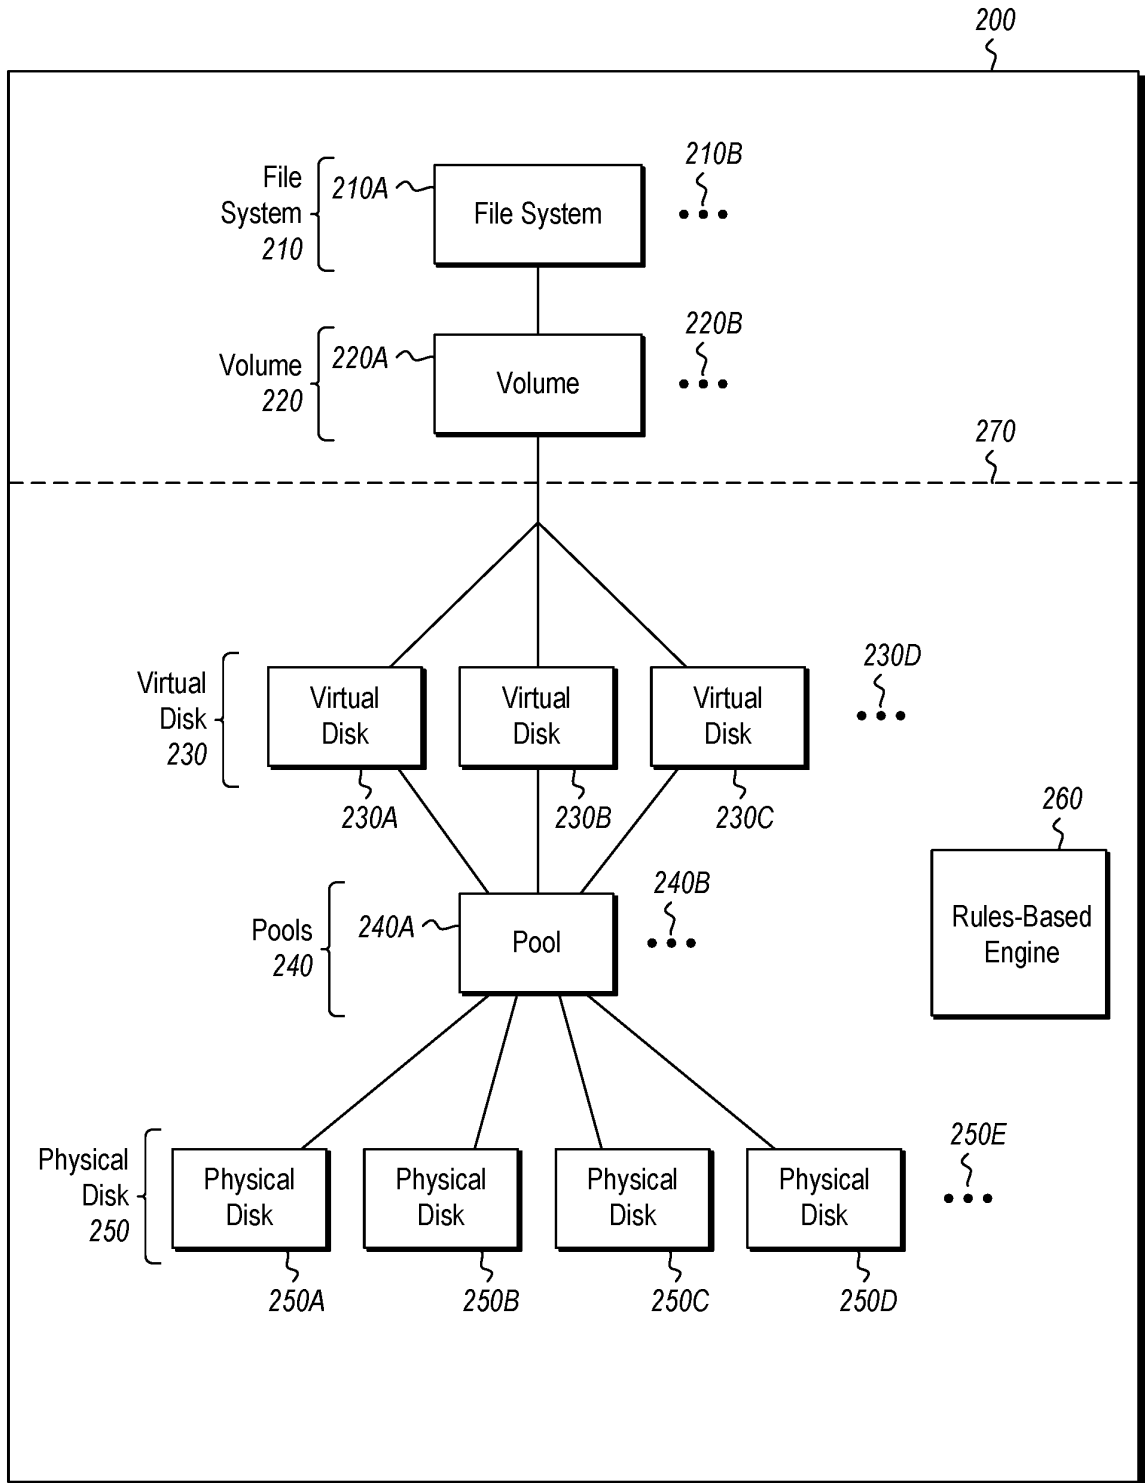 200
File
System
210
210A
File System
210B
Volume
220
220A
Volume
220B
270
Virtual
Disk
230
Virtual
Disk
Virtual
Disk
Virtual
Disk
230D
230A
230B
230C
260
Rules-Based
Engine
Pools
240
240A
Pool
240B
Physical
Disk
250
Physical
Disk
Physical
Disk
Physical
Disk
Physical
Disk
250E
250A
250B
250C
250D